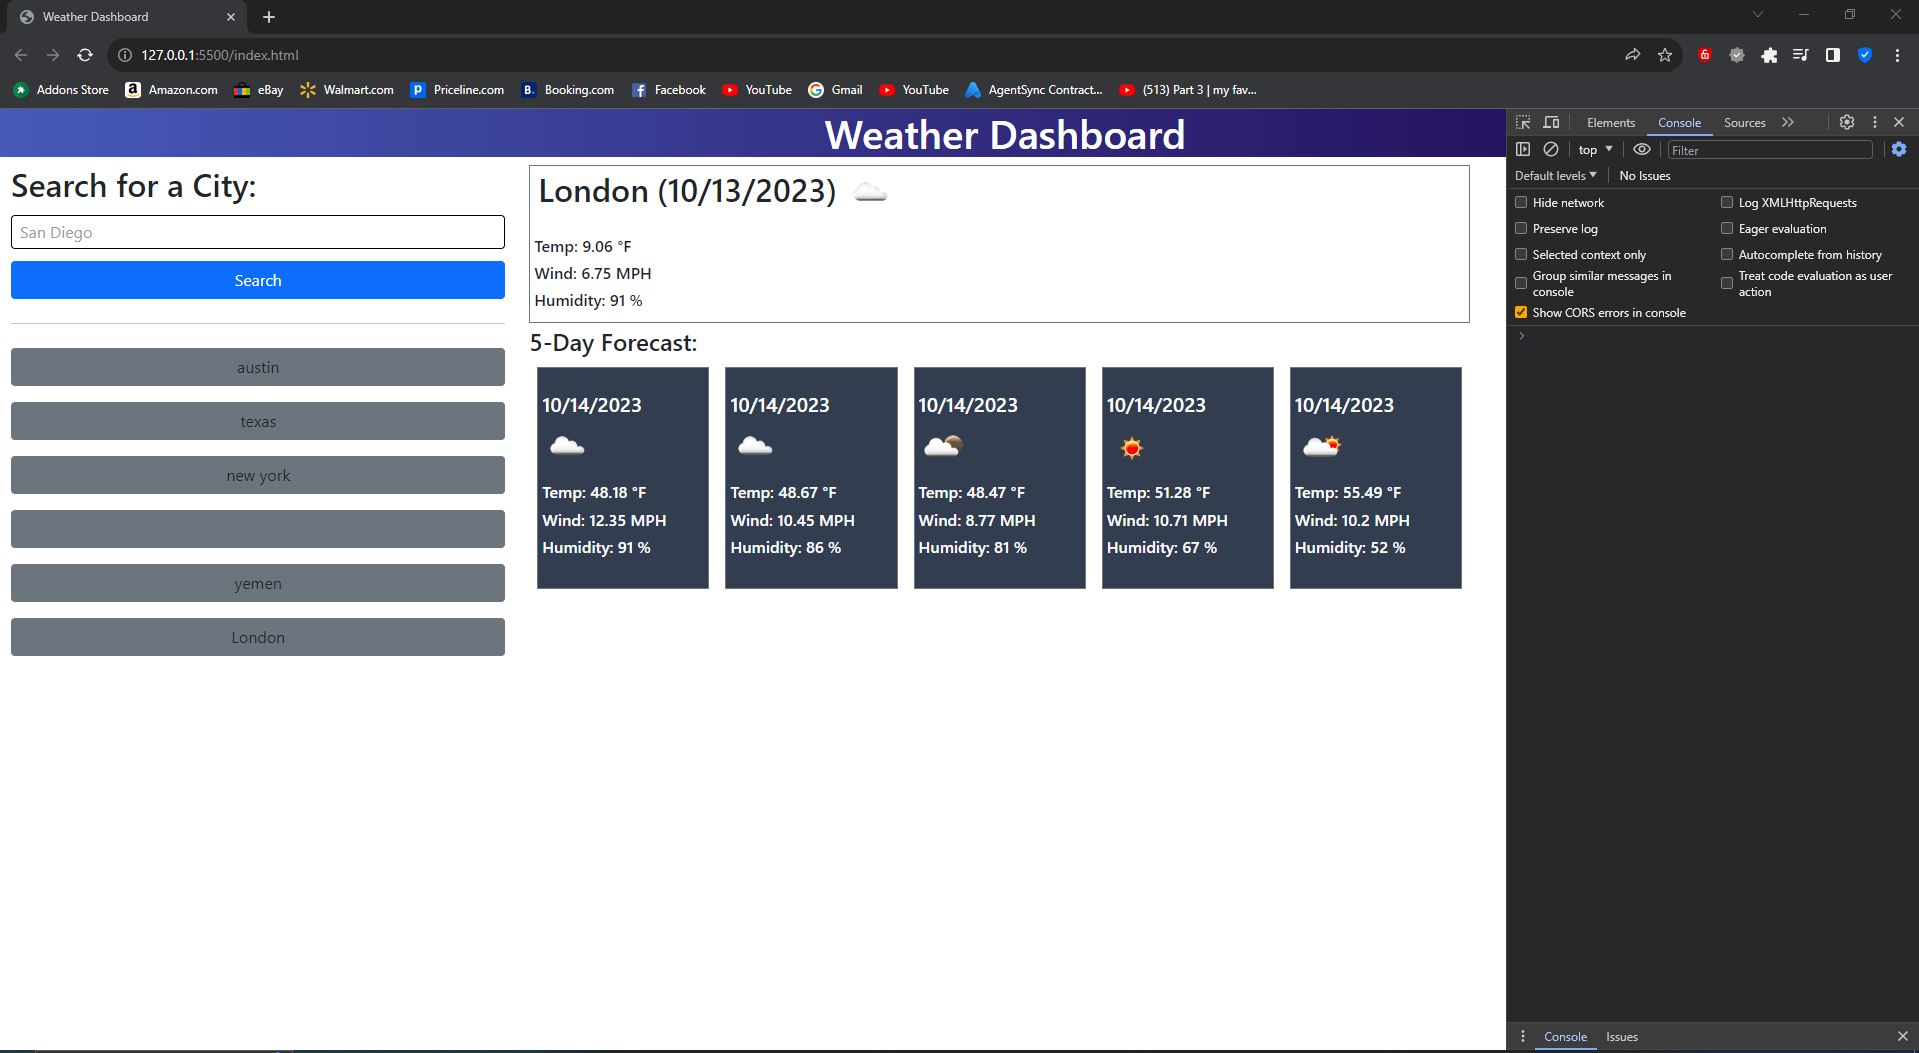 Weather Dashboard
127.0.0.1:5500/index.html
Addons Store Amazon.com eBay Walmart.com Priceline.com Booking.com Facebook YouTube Gmail YouTube AgentSync Contract... (513) Part 3 | my fav...
Weather Dashboard
Search for a City:
San Diego
Search
austin
texas
new york
yemen
London
London (10/13/2023)
Temp: 9.06 °F
Wind: 6.75 MPH
Humidity: 91 %
5-Day Forecast:
10/14/2023
Temp: 48.18 °F
Wind: 12.35 MPH
Humidity: 91 %
10/14/2023
Temp: 48.67 °F
Wind: 10.45 MPH
Humidity: 86 %
10/14/2023
Temp: 48.47 °F
Wind: 8.77 MPH
Humidity: 81 %
10/14/2023
Temp: 51.28 °F
Wind: 10.71 MPH
Humidity: 67 %
10/14/2023
Temp: 55.49 °F
Wind: 10.2 MPH
Humidity: 52 %
Elements Console Sources
top Filter
Default levels No Issues
Hide network Log XMLHttpRequests
Preserve log Eager evaluation
Selected context only Autocomplete from history
Group similar messages in
console
Treat code evaluation as user
action
Show CORS errors in console
Console Issues